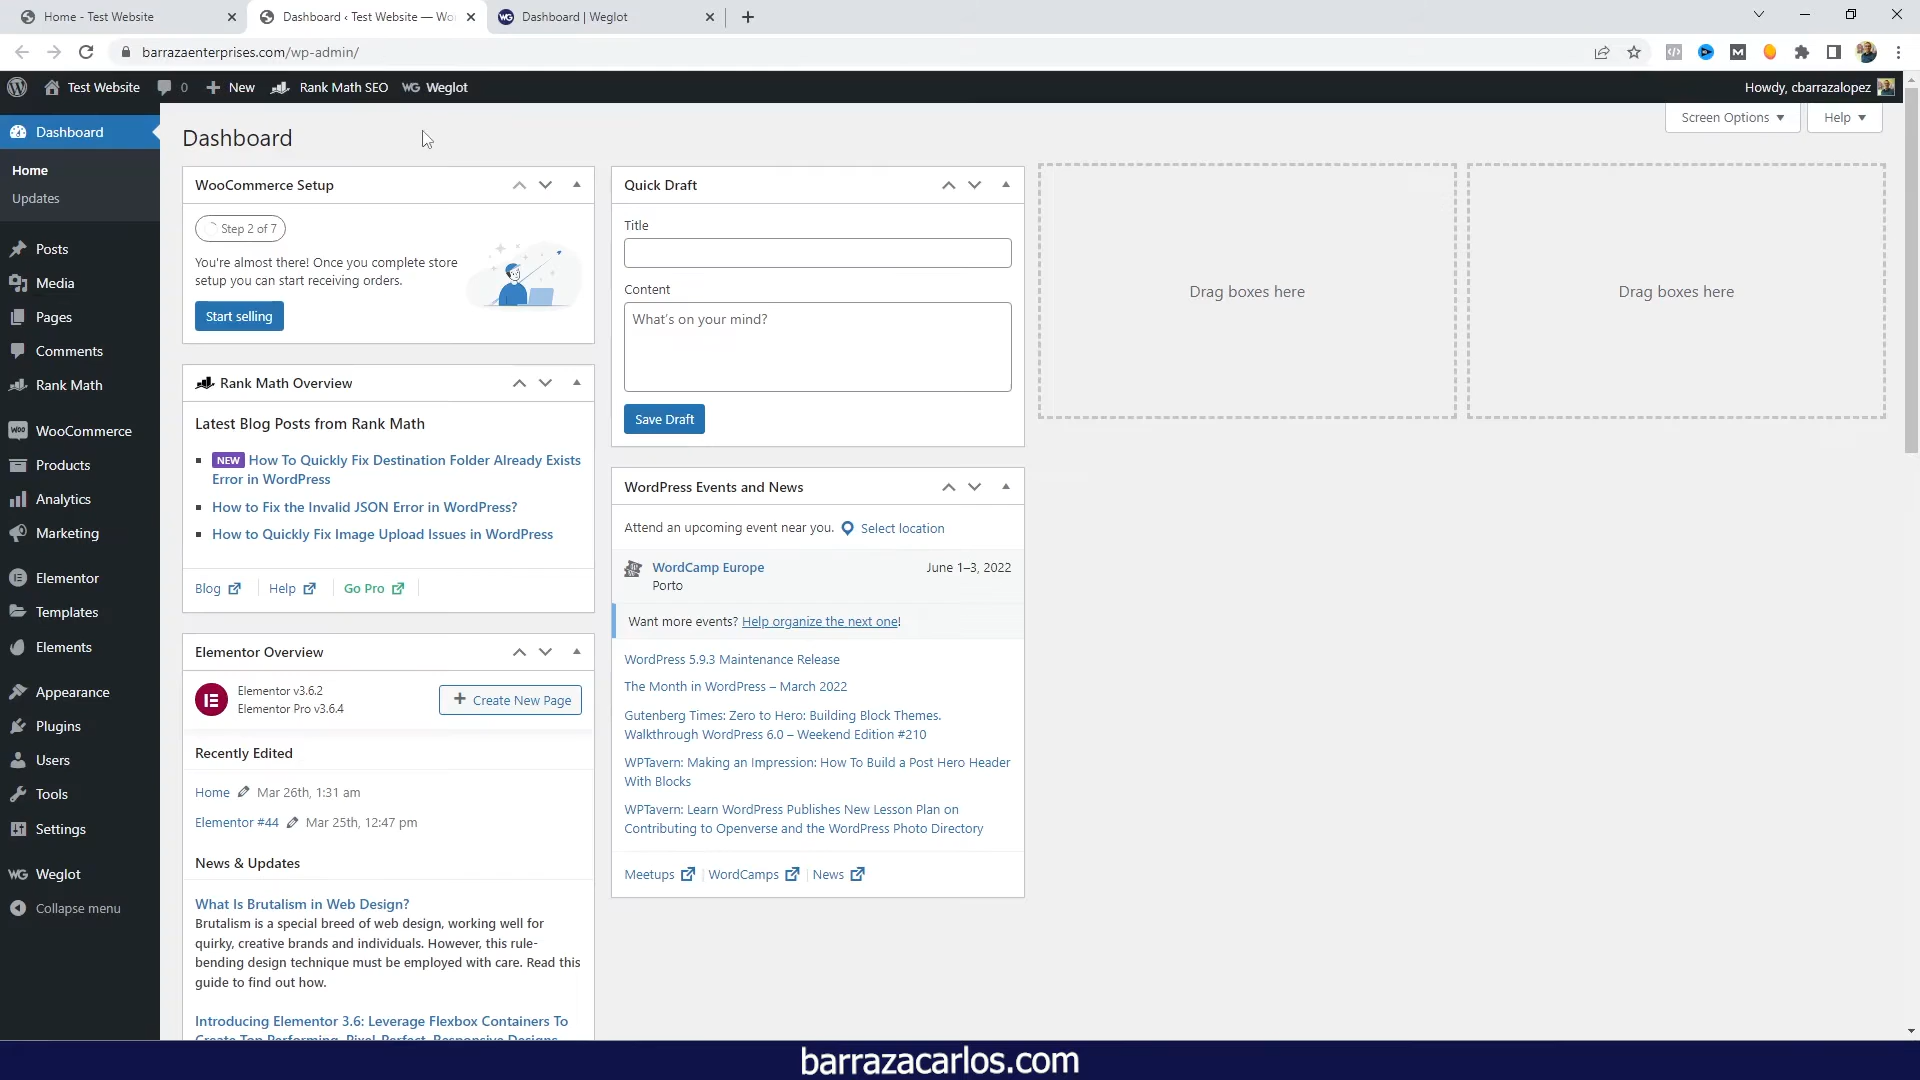 Home - Test Website
Dashboard ‹ Test Website — Wo
Dashboard | Weglot
barrazaenterprises.com/wp-admin/
Test Website
0
New
Rank Math SEO
WG Weglot
Howdy, cbarrazalopez
Dashboard
Home
Updates
Posts
Media
Pages
Comments
Rank Math
WooCommerce
Products
Analytics
Marketing
Elementor
Templates
Elements
Appearance
Plugins
Users
Tools
Settings
WG Weglot
Collapse menu
Dashboard
Screen Options
Help
WooCommerce Setup
Step 2 of 7
You're almost there! Once you complete store
setup you can start receiving orders.
Start selling
Rank Math Overview
Latest Blog Posts from Rank Math
NEW How To Quickly Fix Destination Folder Already Exists
Error in WordPress
How to Fix the Invalid JSON Error in WordPress?
How to Quickly Fix Image Upload Issues in WordPress
Blog
Help
Go Pro
Elementor Overview
Elementor v3.6.2
Elementor Pro v3.6.4
+ Create New Page
Recently Edited
Home Mar 26th, 1:31 am
Elementor #44 Mar 25th, 12:47 pm
News & Updates
What Is Brutalism in Web Design?
Brutalism is a special breed of web design, working well for
quirky, creative brands and individuals. However, this rule-
bending design technique must be employed with care. Read this
guide to find out how.
Introducing Elementor 3.6: Leverage Flexbox Containers To
Create Top Performing, Pixel-Perfect, Responsive Designs
Quick Draft
Title
Content
What's on your mind?
Save Draft
WordPress Events and News
Attend an upcoming event near you. Select location
WordCamp Europe June 1–3, 2022
Porto
Want more events? Help organize the next one!
WordPress 5.9.3 Maintenance Release
The Month in WordPress – March 2022
Gutenberg Times: Zero to Hero: Building Block Themes.
Walkthrough WordPress 6.0 – Weekend Edition #210
WPTavern: Making an Impression: How To Build a Post Hero Header
With Blocks
WPTavern: Learn WordPress Publishes New Lesson Plan on
Contributing to Openverse and the WordPress Photo Directory
Meetups
WordCamps
News
Drag boxes here
Drag boxes here
barrazacarlos.com